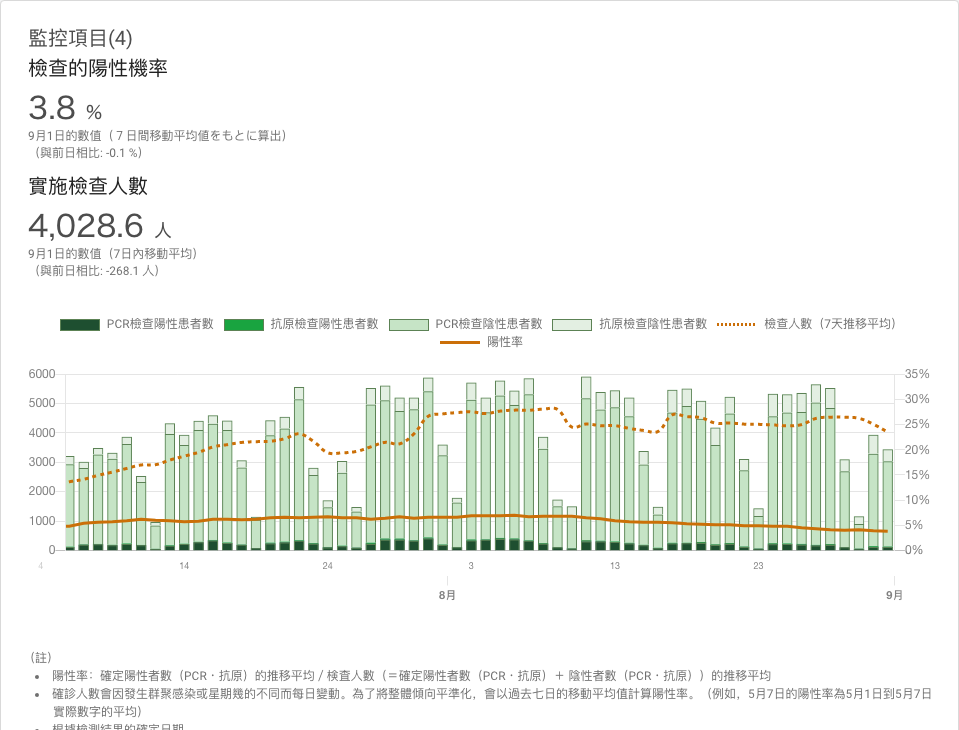 監控項目(4)
檢查的陽性機率
3.8 %
9月1日的數值（７日間移動平均値をもとに算出）
（與前日相比: -0.1 %）
實施檢查人數
4,028.6 人
9月1日的數值（7日內移動平均）
（與前日相比: -268.1 人）
PCR檢查陽性患者數 抗原檢查陽性患者數 PCR檢查陰性患者數 抗原檢查陰性患者數 檢查人數（7天推移平均）
陽性率
6000 35%
30%
5000
25%
4000
20%
3000
15%
2000
10%
1000
5%
0 0%
4 14 24 3 13 23
8月 9月
（註）
• 陽性率：確定陽性者數（PCR・抗原）的推移平均 / 檢查人數（＝確定陽性者數（PCR・抗原）＋ 陰性者數（PCR・抗原））的推移平均
• 確診人數會因發生群聚感染或星期幾的不同而每日變動。為了將整體傾向平準化，會以過去七日的移動平均值計算陽性率。（例如，5月7日的陽性率為5月1日到5月7日
實際數字的平均）
• 根據檢測結果的確定日期